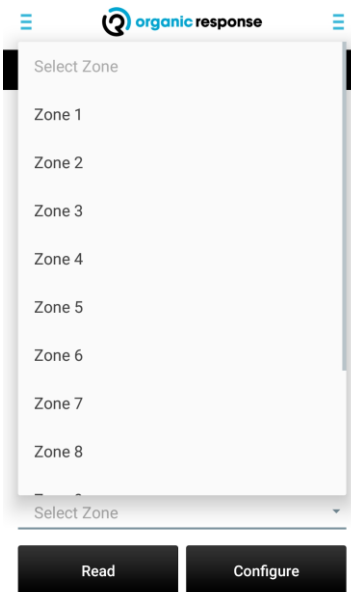 organic response
Select Zone
Zone 1
Zone 2
Zone 3
Zone 4
Zone 5
Zone 6
Zone 7
Zone 8
Select Zone
Read Configure